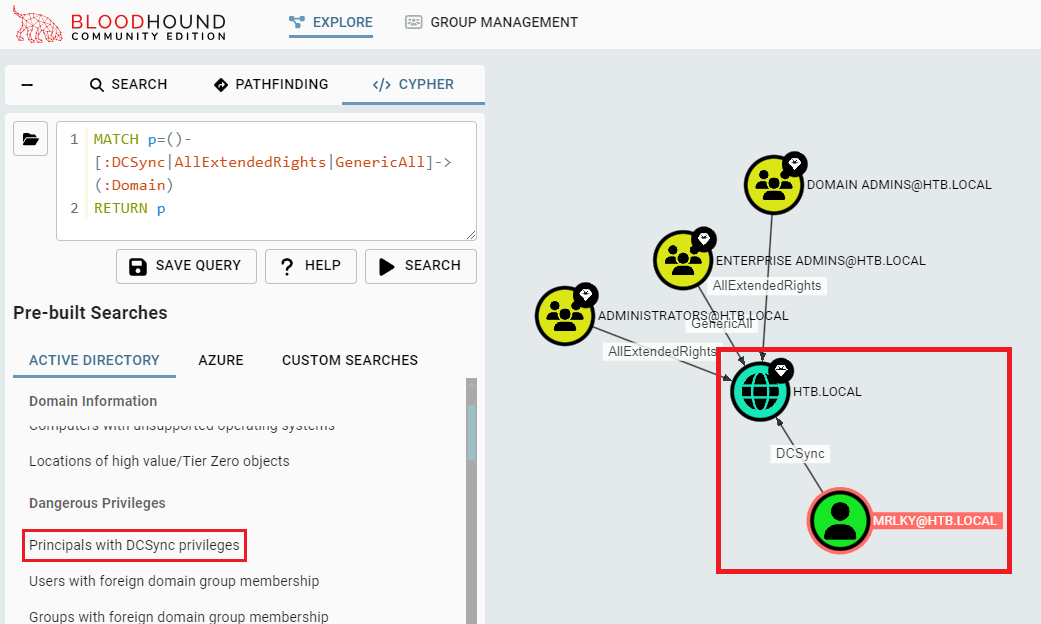 BLOODHOUND
COMMUNITY EDITION
EXPLORE
GROUP MANAGEMENT
SEARCH
PATHFINDING
</> CYPHER
1 MATCH p=()-
[:DCSync|AllExtendedRights|GenericAll]->
(:Domain)
2 RETURN p
SAVE QUERY
? HELP
SEARCH
Pre-built Searches
ACTIVE DIRECTORY
AZURE
CUSTOM SEARCHES
Domain Information
Computers with unsupported operating systems
Locations of high value/Tier Zero objects
Dangerous Privileges
Principals with DCSync privileges
Users with foreign domain group membership
Groups with foreign domain group membership
DOMAIN ADMINS@HTB.LOCAL
ENTERPRISE ADMINS@HTB.LOCAL
AllExtendedRights
ADMINISTRATORS@HTB.LOCAL
GenericAll
AllExtendedRights
HTB.LOCAL
DCSync
MRLKY@HTB.LOCAL